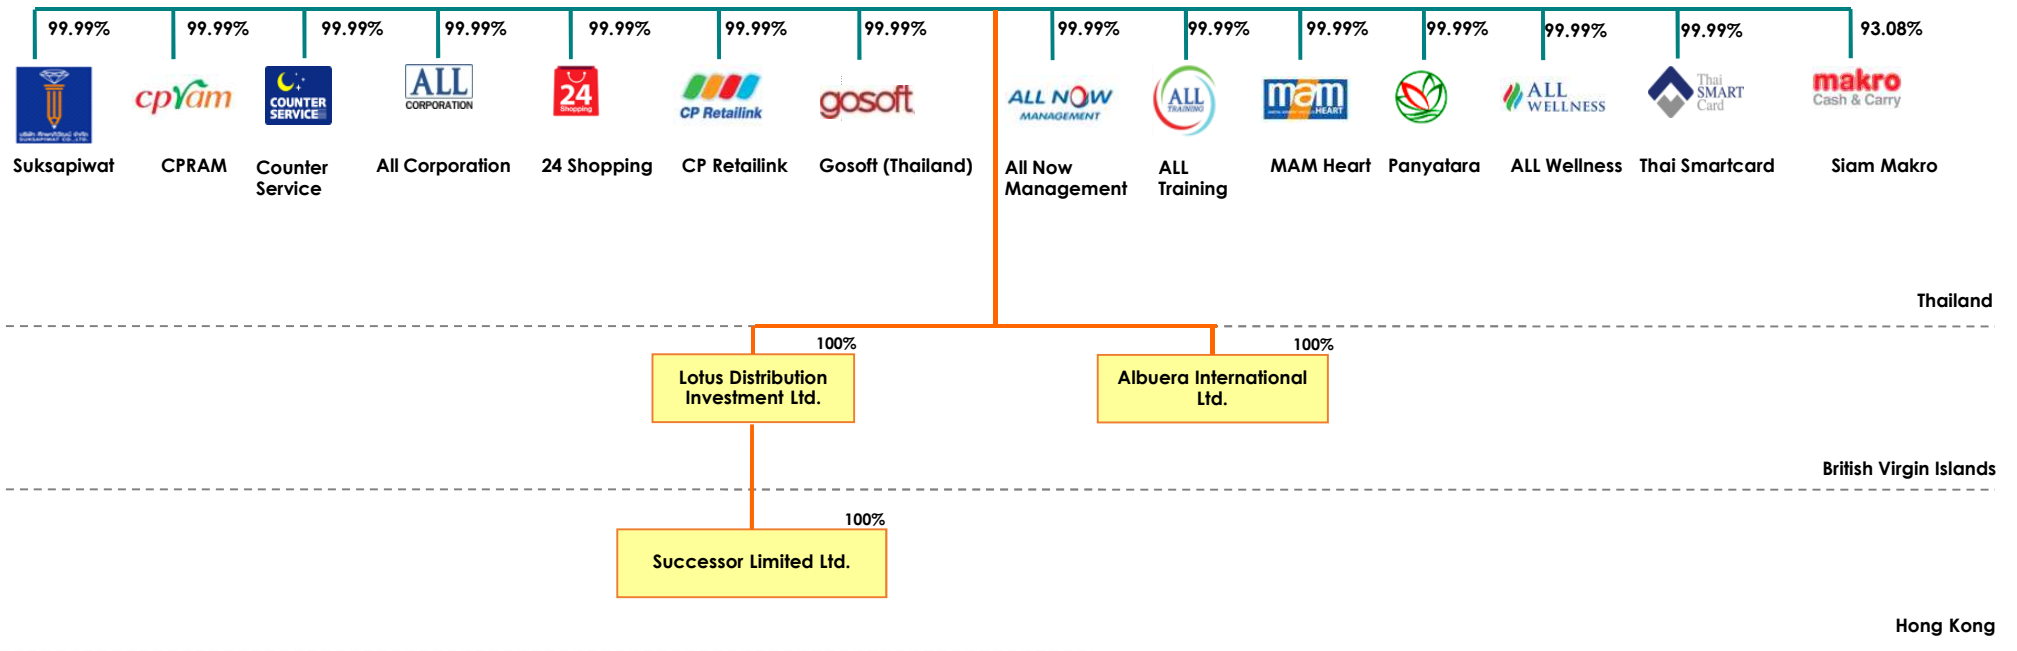 99.99% 99.99% 99.99% 99.99% 99.99% 99.99% 99.99% 99.99% 99.99% 99.99% 99.99% 99.99% 99.99% 93.08%
SUKSAPIWAT CO.,LTD.
cpram
COUNTER
SERVICE
ALL
CORPORATION
24
Shopping
CP Retailink
gosoft
ALL NOW
MANAGEMENT
ALL
TRAINING
mam
HEART
ALL
WELLNESS
Thai
SMART
Card
makro
Cash & Carry
Suksapiwat
CPRAM
Counter
Service
All Corporation
24 Shopping
CP Retailink
Gosoft (Thailand)
All Now
Management
ALL
Training
MAM Heart
Panyatara
ALL Wellness
Thai Smartcard
Siam Makro
Thailand
100%
Lotus Distribution
Investment Ltd.
100%
Albuera International
Ltd.
British Virgin Islands
100%
Successor Limited Ltd.
Hong Kong